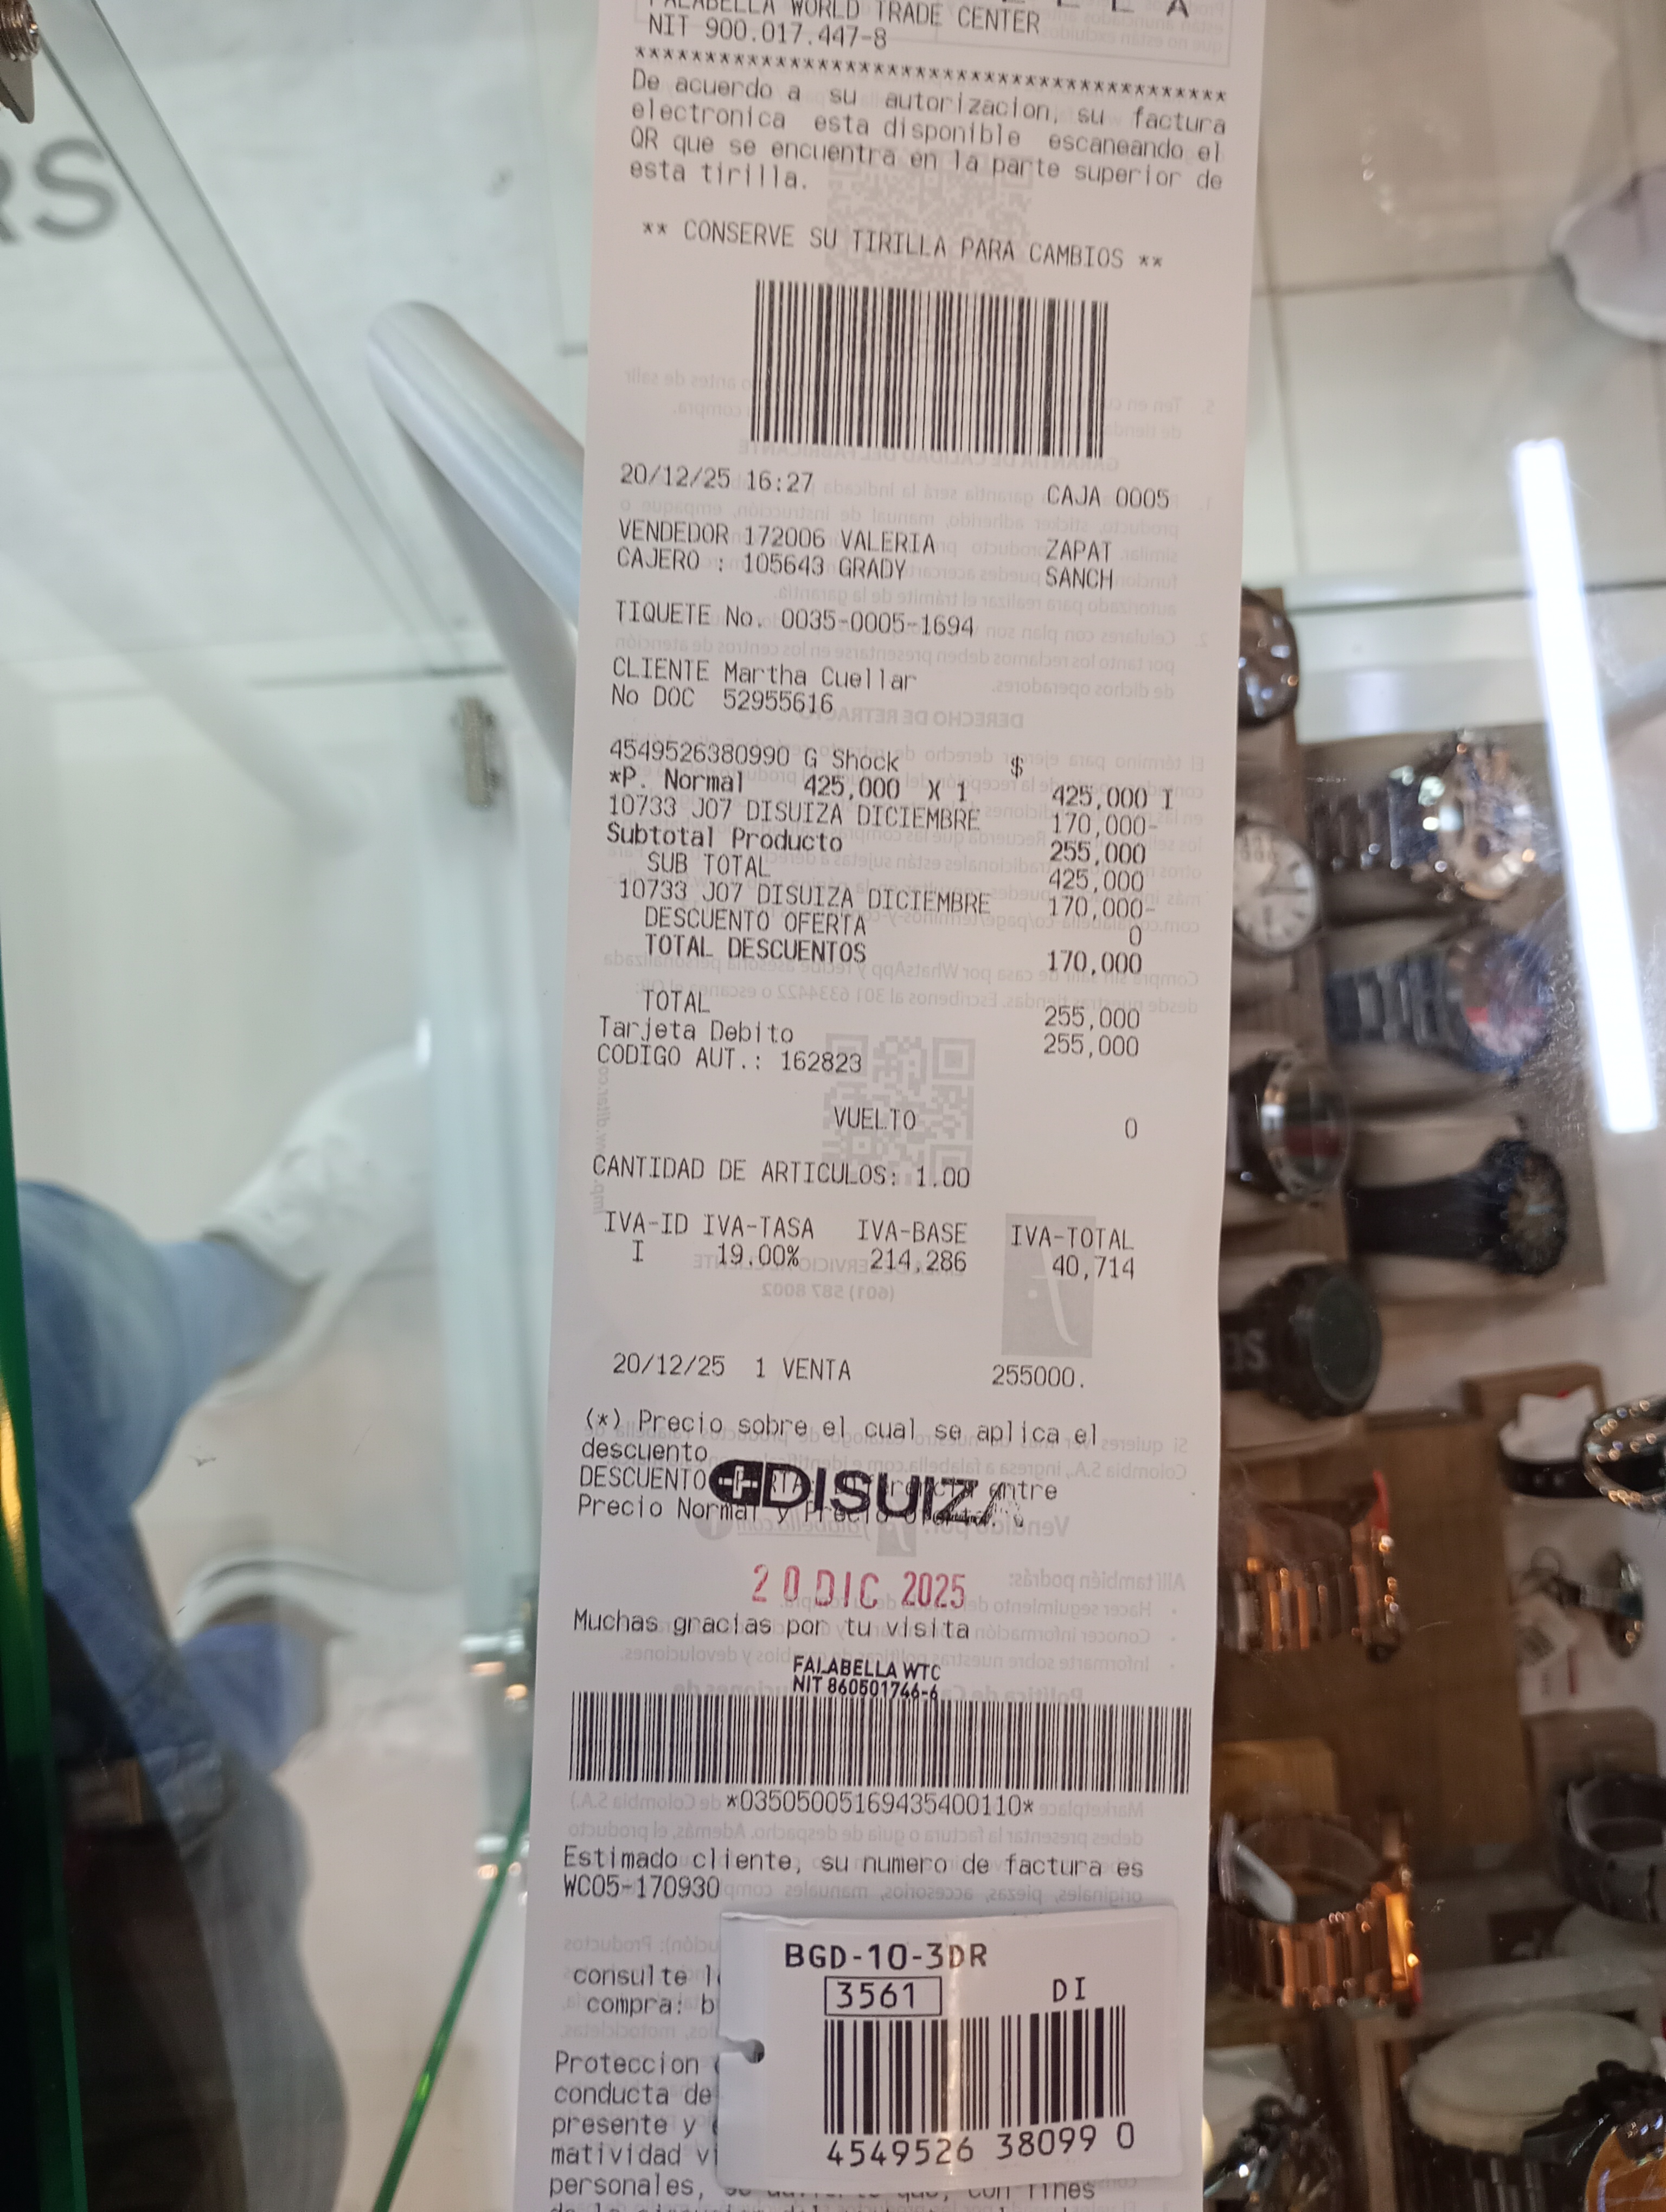 FALABELLA WORLD TRADE CENTER
NIT 900.017.447-8
******************************************
De acuerdo a su autorizacion, su factura
electronica esta disponible escaneando el
QR que se encuentra en la parte superior de
esta tirilla.
** CONSERVE SU TIRILLA PARA CAMBIOS **
20/12/25 16:27 CAJA 0005
VENDEDOR 172006 VALERIA ZAPAT
CAJERO : 105643 GRADY SANCH
TIQUETE No. 0035-0005-1694
CLIENTE Martha Cuellar
No DOC 52955616
4549526380990 G Shock $
*P. Normal 425,000 X 1 425,000 I
10733 J07 DISUIZA DICIEMBRE 170,000-
Subtotal Producto 255,000
SUB TOTAL 425,000
10733 J07 DISUIZA DICIEMBRE 170,000-
DESCUENTO OFERTA 0
TOTAL DESCUENTOS 170,000
TOTAL 255,000
Tarjeta Debito 255,000
CODIGO AUT.: 162823
VUELTO 0
CANTIDAD DE ARTICULOS: 1.00
IVA-ID IVA-TASA IVA-BASE IVA-TOTAL
I 19.00% 214,286 40,714
20/12/25 1 VENTA 255000.
(*) Precio sobre el cual se aplica el
descuento
DESCUENTO entre
Precio Normal y Precio
DISUIZA
20 DIC 2025
Muchas gracias por tu visita
FALABELLA WTC
NIT 860501746-6
*03505005169435400110*
Estimado cliente, su numero de factura es
WC05-170930
consulte
compra:
Proteccion
conducta de
presente y
matividad
personales, que, con fines
BGD-10-3DR
3561 DI
4549526 38099 0
RS